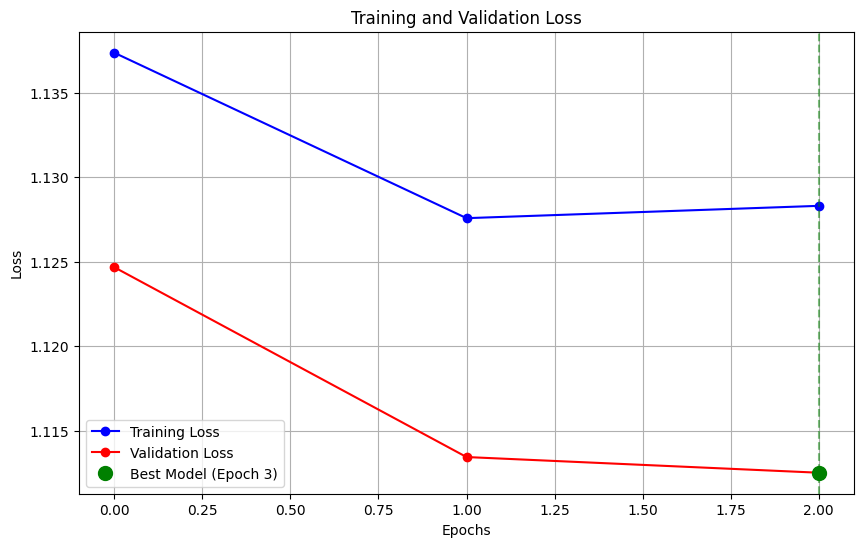 Training and Validation Loss
Loss
1.135
1.130
1.125
1.120
1.115
Training Loss
Validation Loss
Best Model (Epoch 3)
0.00 0.25 0.50 0.75 1.00 1.25 1.50 1.75 2.00
Epochs